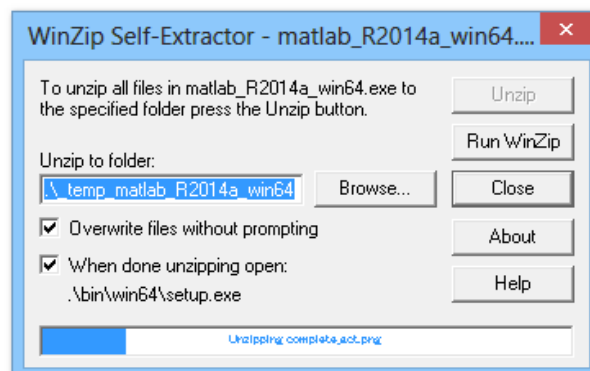 WinZip Self-Extractor - matlab_R2014a_win64....
To unzip all files in matlab_R2014a_win64.exe to
the specified folder press the Unzip button.
Unzip to folder:
.\_temp_matlab_R2014a_win64
Browse...
Overwrite files without prompting
When done unzipping open:
.\bin\win64\setup.exe
Unzip
Run WinZip
Close
About
Help
Unzipping complete_act.png